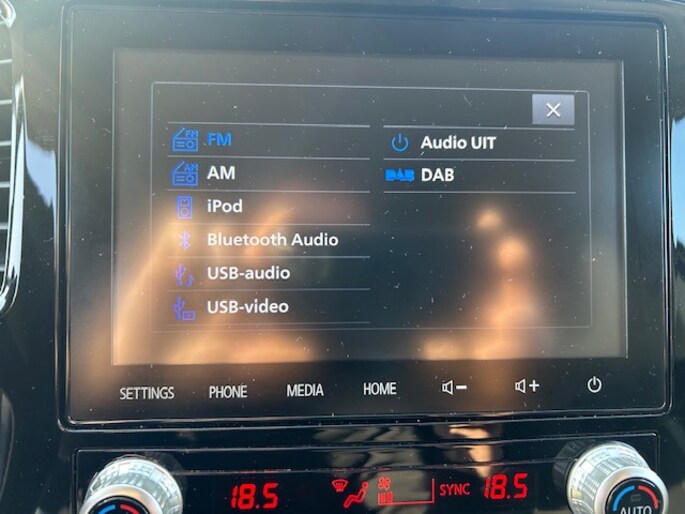 FM
Audio UIT
AM
DAB
iPod
Bluetooth Audio
USB-audio
USB-video
SETTINGS PHONE MEDIA HOME
18.5 SYNC 18.5
AUTO